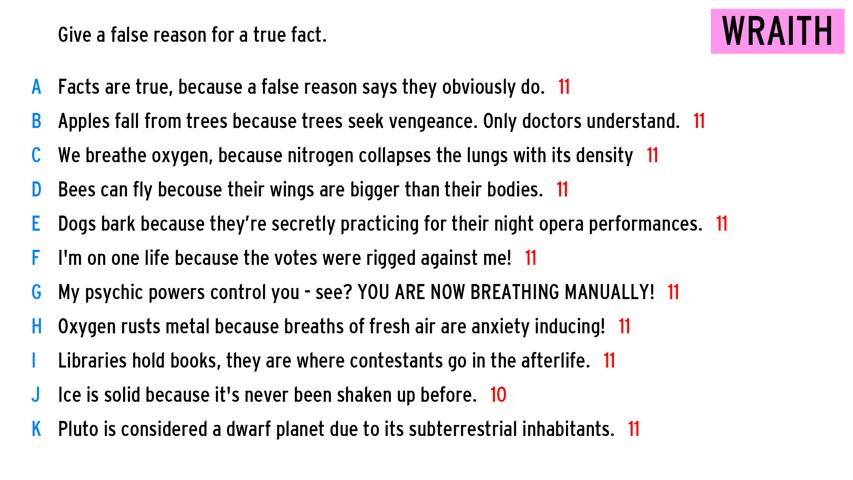 Give a false reason for a true fact.
WRAITH
A Facts are true, because a false reason says they obviously do. 11
B Apples fall from trees because trees seek vengeance. Only doctors understand. 11
C We breathe oxygen, because nitrogen collapses the lungs with its density 11
D Bees can fly becouse their wings are bigger than their bodies. 11
E Dogs bark because they're secretly practicing for their night opera performances. 11
F I'm on one life because the votes were rigged against me! 11
G My psychic powers control you - see? YOU ARE NOW BREATHING MANUALLY! 11
H Oxygen rusts metal because breaths of fresh air are anxiety inducing! 11
I Libraries hold books, they are where contestants go in the afterlife. 11
J Ice is solid because it's never been shaken up before. 10
K Pluto is considered a dwarf planet due to its subterrestrial inhabitants. 11